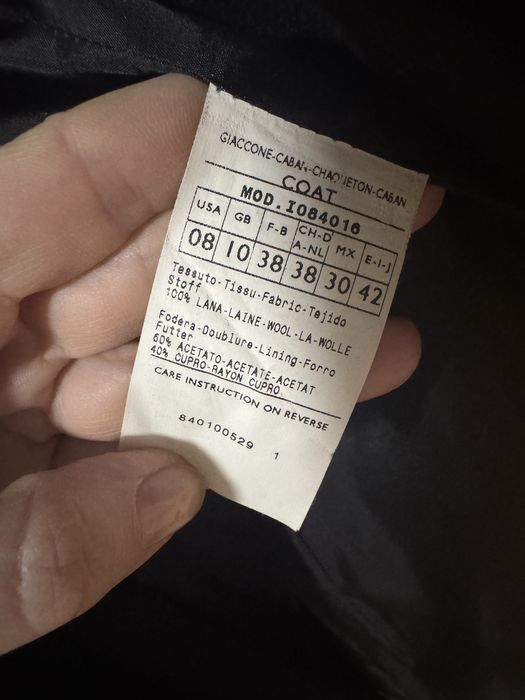 GIACCONE-CABAN-CHAQUETON-CABAN
COAT
MOD.I084016
USA GB F-B CH-D A-NL MX E-I-J
08 10 38 38 30 42
Tessuto-Tissu-Fabric-Tejido
Stoff
100% LANA-LAINE-WOOL-LA-WOLLE
Fodera-Doublure-Lining-Forro
Futter
60% ACETATO-ACETATE-ACETAT
40% CUPRO-RAYON CUPRO
CARE INSTRUCTION ON REVERSE
840100529 1